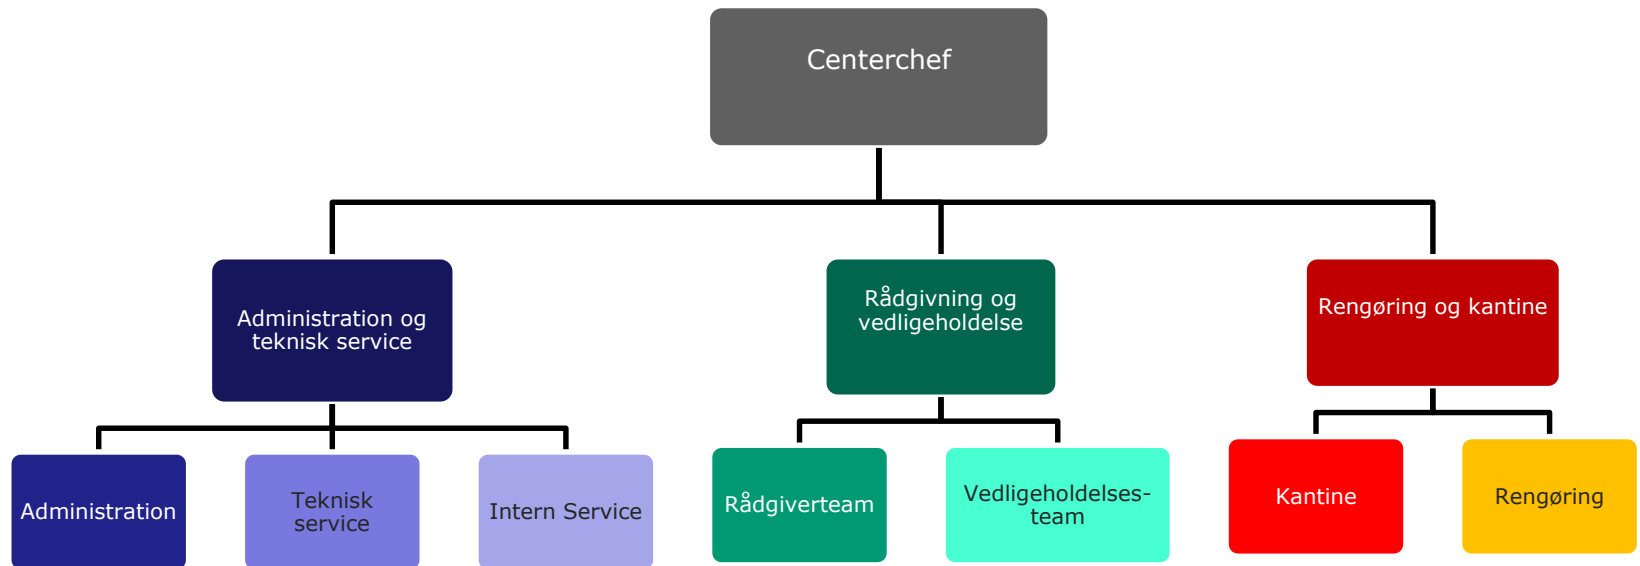 Centerchef
Administration og
teknisk service
Rådgivning og
vedligeholdelse
Rengøring og kantine
Administration
Teknisk
service
Intern Service
Rådgiverteam
Vedligeholdelses-
team
Kantine
Rengøring